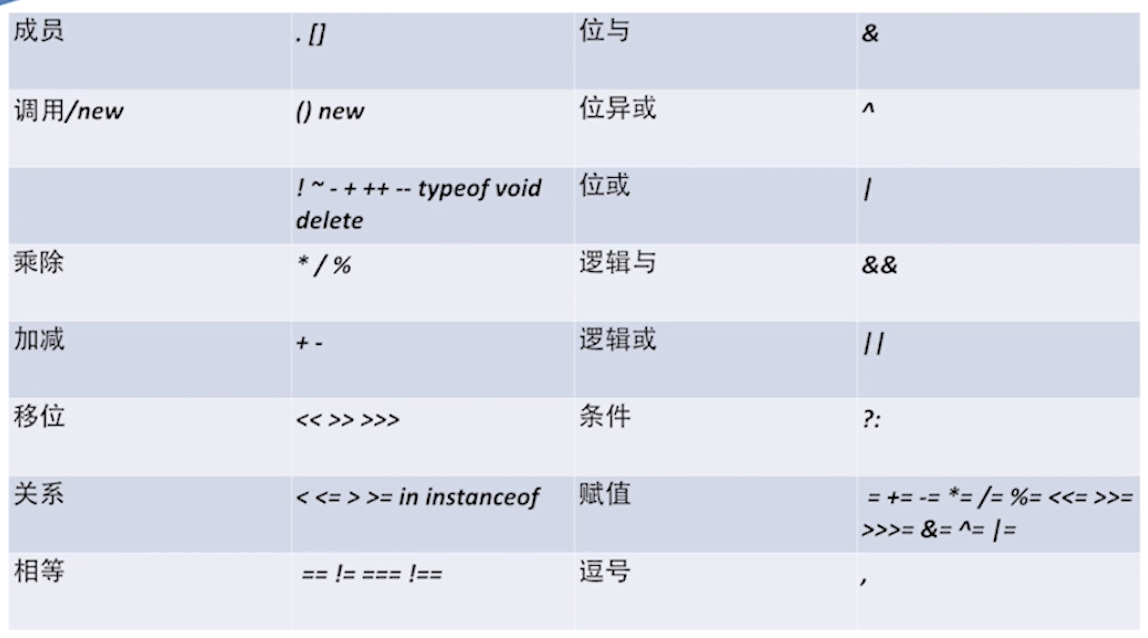 成员 . [] 位与 &
调用/new () new 位异或 ^
! ~ - + ++ -- typeof void
delete 位或 |
乘除 * / % 逻辑与 &&
加减 + - 逻辑或 ||
移位 << >> >>> 条件 ?:
关系 < <= > >= in instanceof 赋值 = += -= *= /= %= <<= >>=
>>>= &= ^= |=
相等 == != === !== 逗号 ,